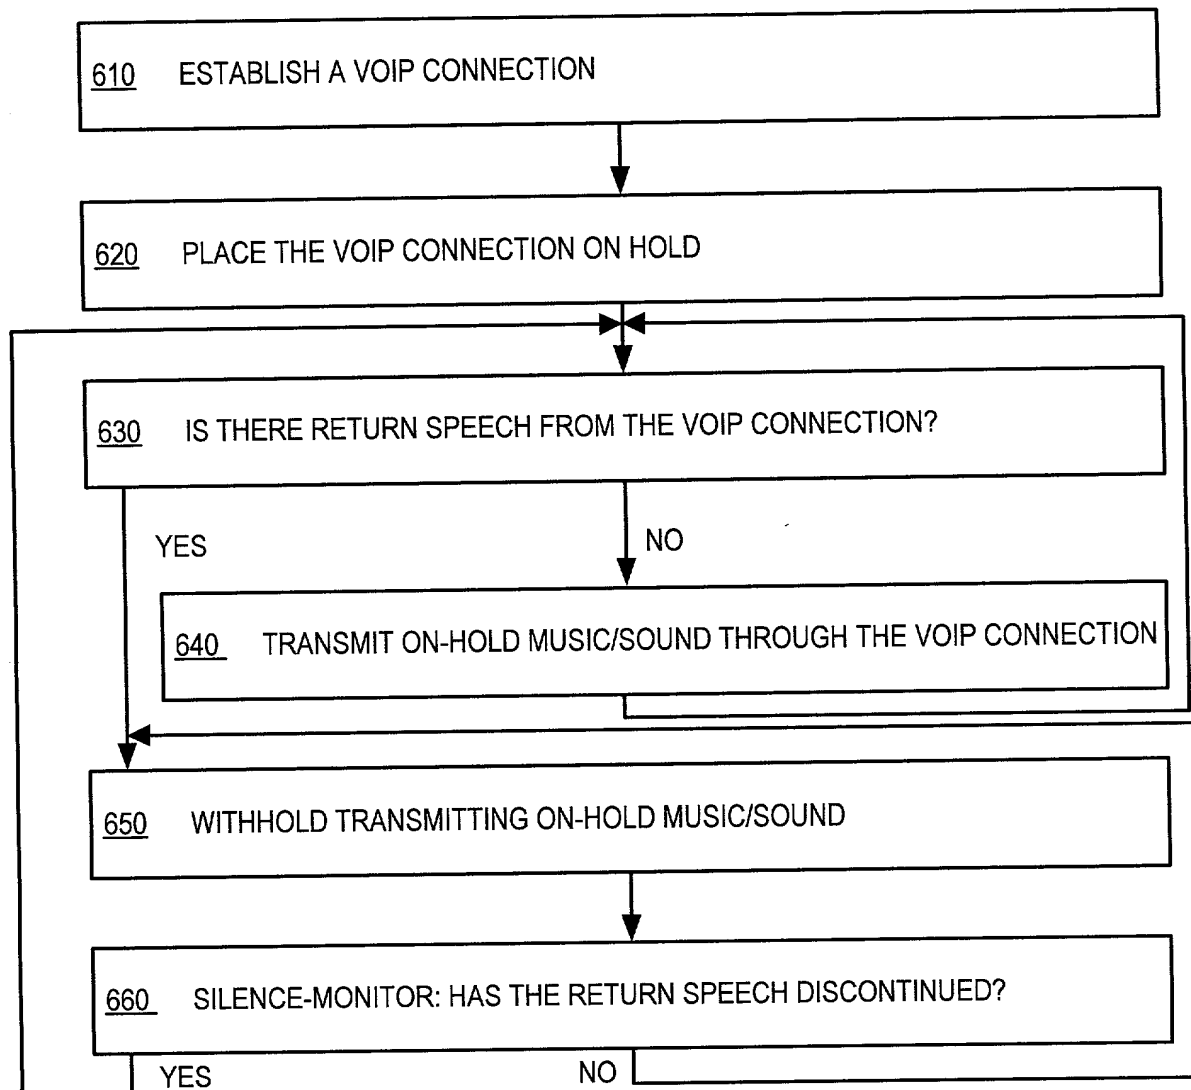 610 ESTABLISH A VOIP CONNECTION
620 PLACE THE VOIP CONNECTION ON HOLD
630 IS THERE RETURN SPEECH FROM THE VOIP CONNECTION?
YES NO
640 TRANSMIT ON-HOLD MUSIC/SOUND THROUGH THE VOIP CONNECTION
650 WITHHOLD TRANSMITTING ON-HOLD MUSIC/SOUND
660 SILENCE-MONITOR: HAS THE RETURN SPEECH DISCONTINUED?
YES NO